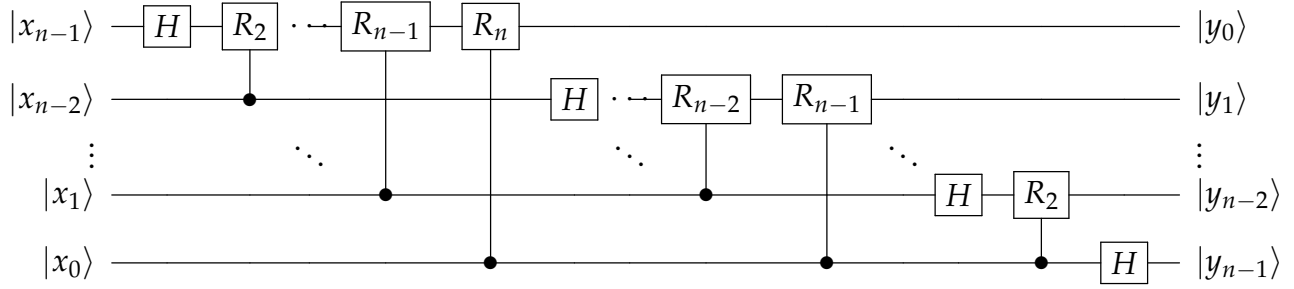 |x_{n−1}⟩ H R_2 ⋯ R_{n−1} R_n |y_0⟩
|x_{n−2}⟩ H ⋯ R_{n−2} R_{n−1} |y_1⟩
⋮ ⋱ ⋱ ⋱ ⋮
|x_1⟩ H R_2 |y_{n−2}⟩
|x_0⟩ H |y_{n−1}⟩